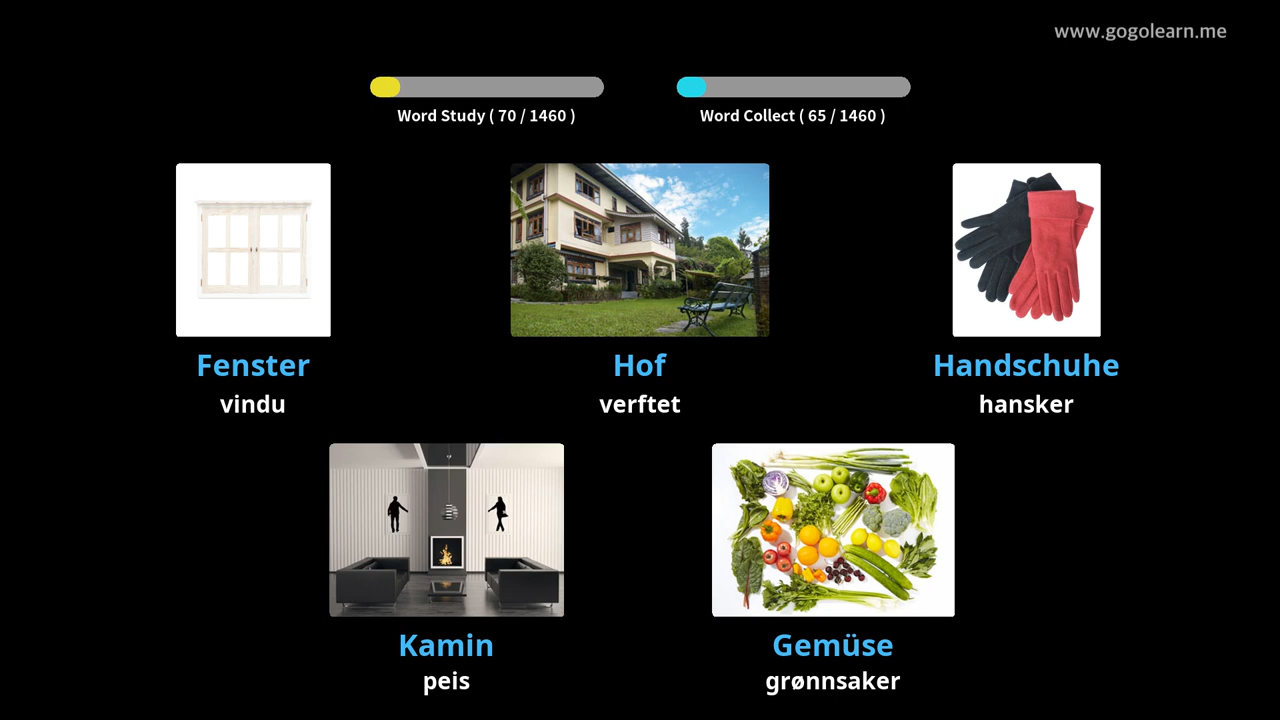 www.gogolearn.me
Word Study ( 70 / 1460 )
Word Collect ( 65 / 1460 )
Fenster
vindu
Hof
verftet
Handschuhe
hansker
Kamin
peis
Gemüse
grønnsaker